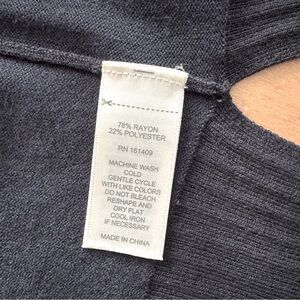 78% RAYON
22% POLYESTER
RN 161409
MACHINE WASH
COLD
GENTLE CYCLE
WITH LIKE COLORS
DO NOT BLEACH
RESHAPE AND
DRY FLAT
COOL IRON
IF NECESSARY
MADE IN CHINA